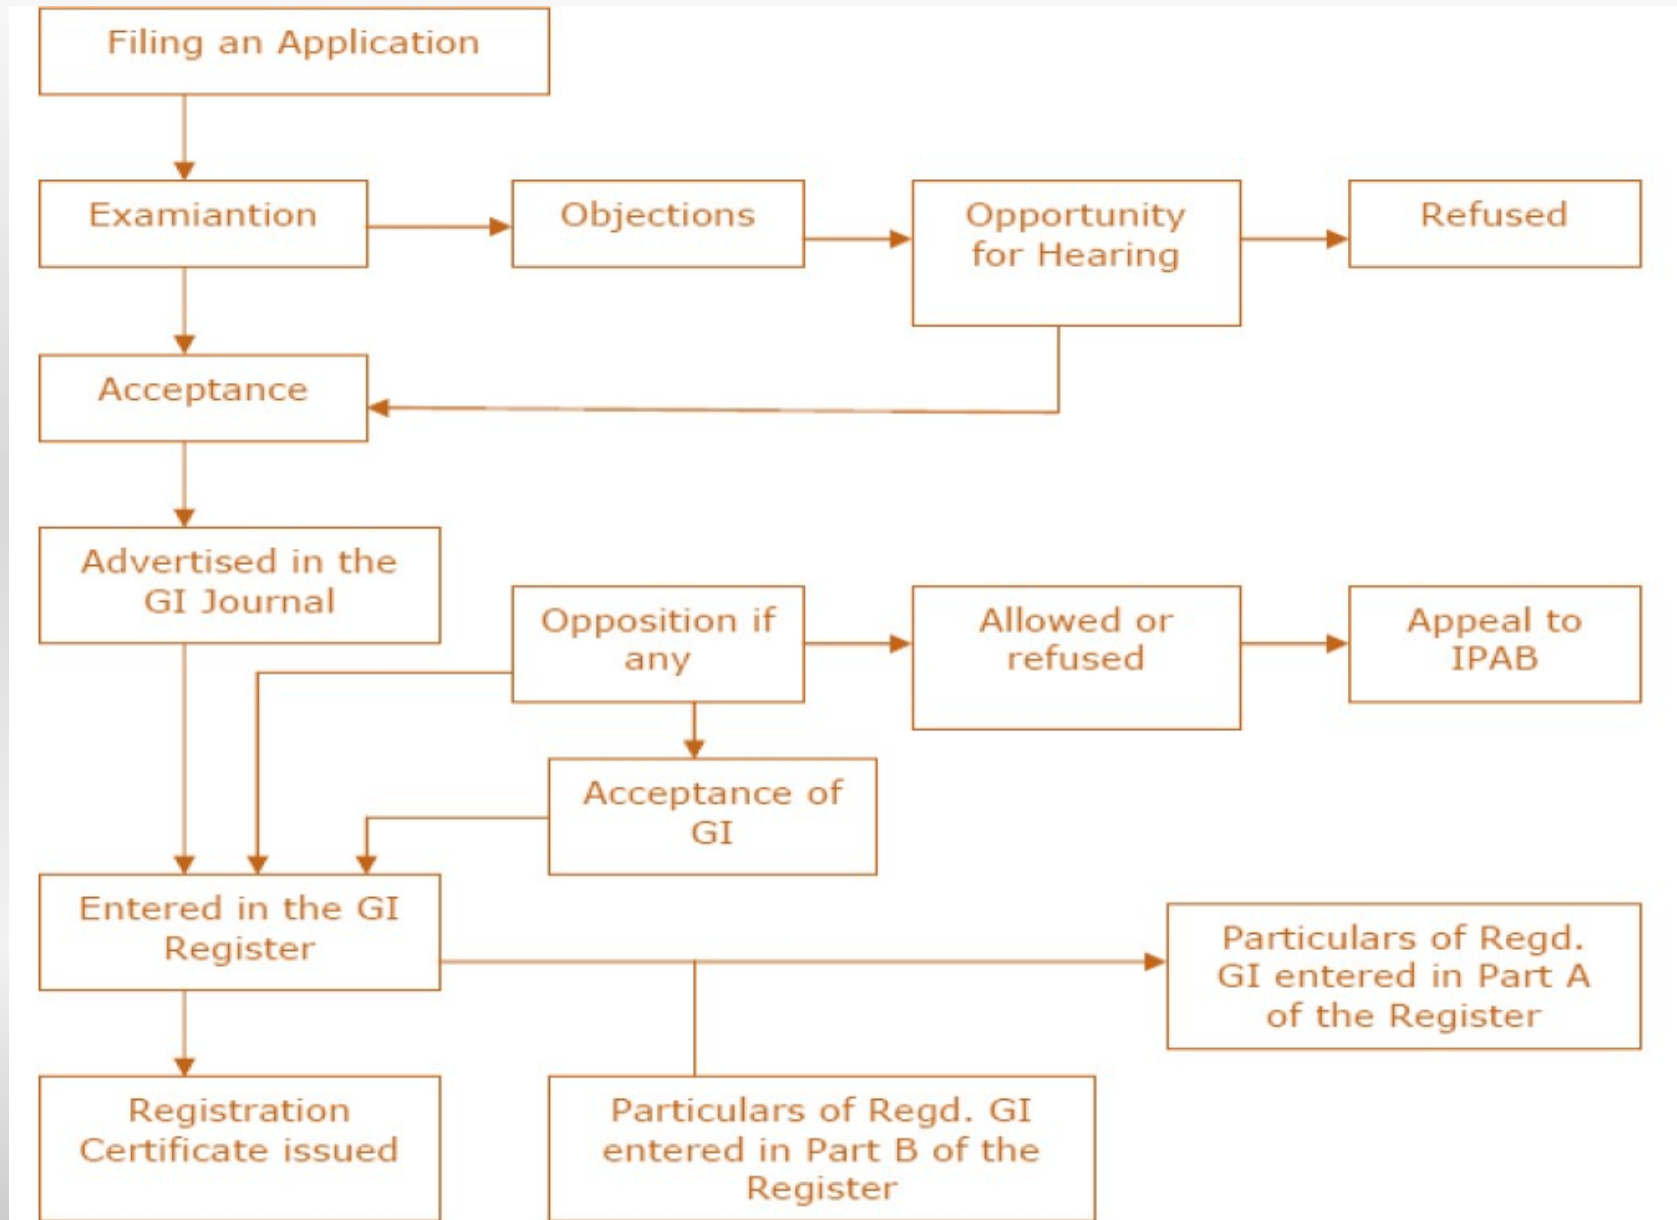 Filing an Application
Examiantion
Objections
Opportunity
for Hearing
Refused
Acceptance
Advertised in the
GI Journal
Opposition if
any
Allowed or
refused
Appeal to
IPAB
Acceptance of
GI
Entered in the GI
Register
Particulars of Regd.
GI entered in Part A
of the Register
Registration
Certificate issued
Particulars of Regd. GI
entered in Part B of the
Register